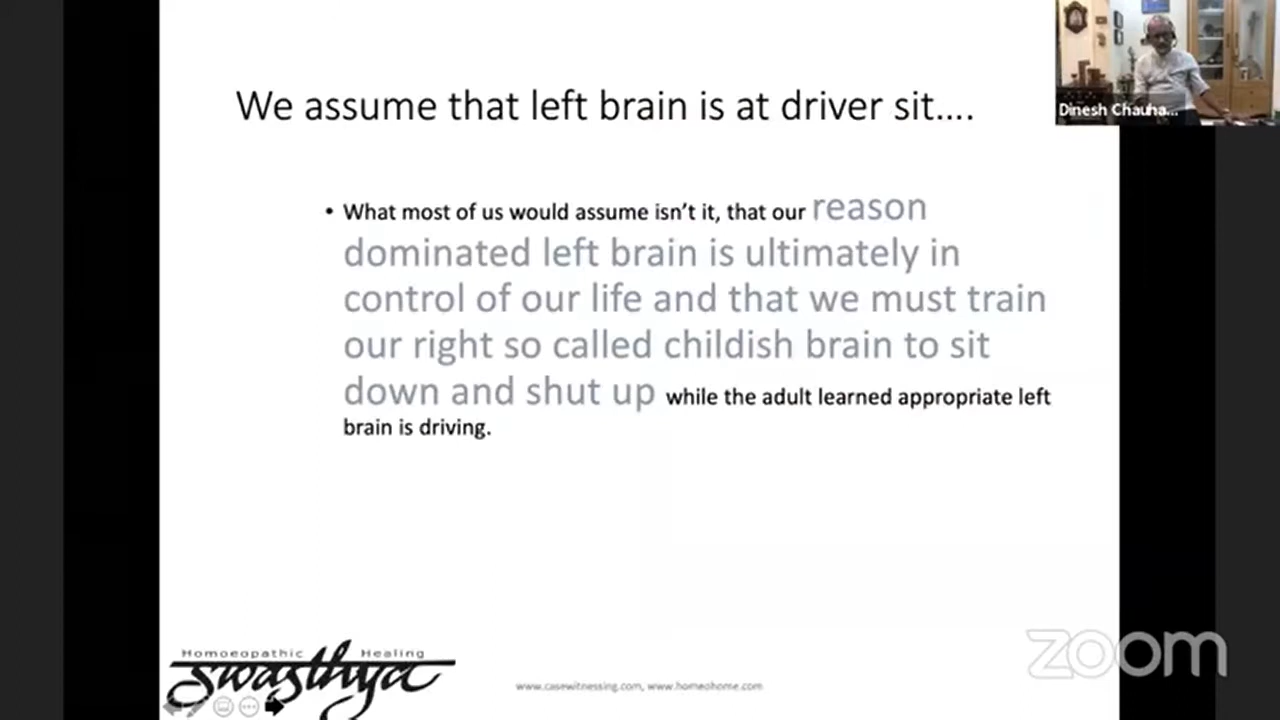 We assume that left brain is at driver sit....
Dinesh Chauha...
• What most of us would assume isn't it, that our reason
dominated left brain is ultimately in
control of our life and that we must train
our right so called childish brain to sit
down and shut up while the adult learned appropriate left
brain is driving.
Homoeopathic Healing
swasthya
www.casewitnessing.com, www.homeohome.com
zoom